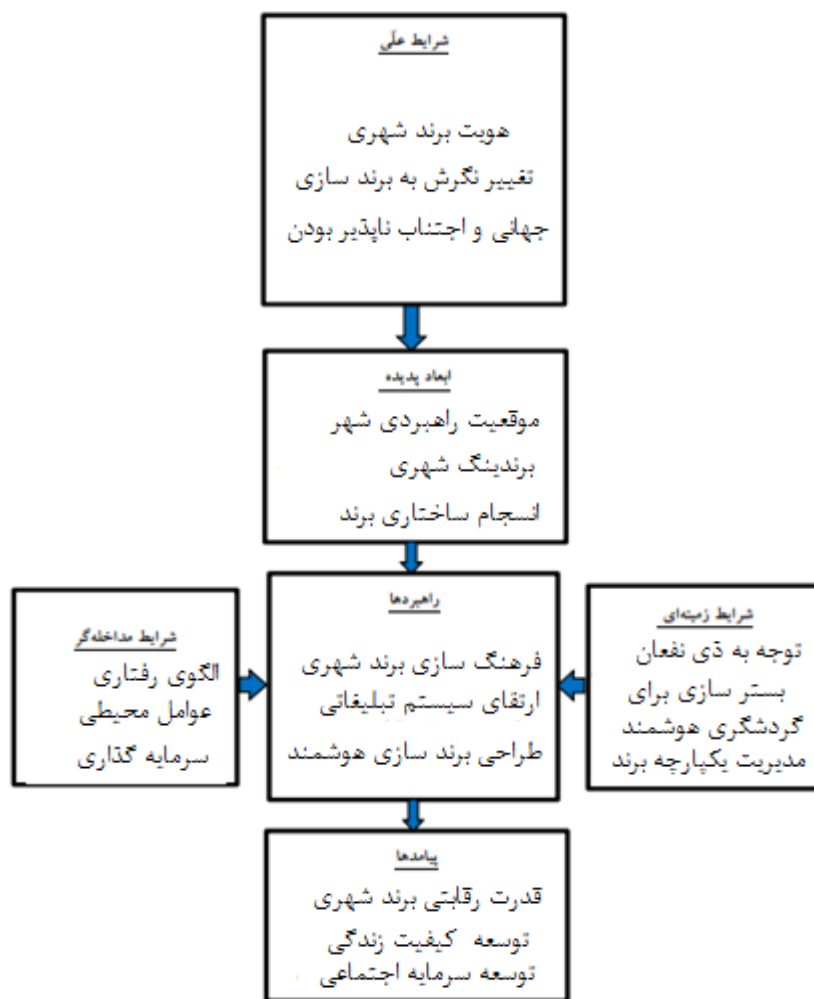 شرایط علّی
هویت برند شهری
تغییر نگرش به برند سازی
جهانی و اجتناب ناپذیر بودن
ابعاد پدیده
موقعیت راهبردی شهر
برندینگ شهری
انسجام ساختاری برند
شرایط زمینه‌ای
توجه به ذی نفعان
بستر سازی برای
گردشگری هوشمند
مدیریت یکپارچه برند
راهبردها
فرهنگ سازی برند شهری
ارتقای سیستم تبلیغاتی
طراحی برند سازی هوشمند
شرایط مداخله‌گر
الگوی رفتاری
عوامل محیطی
سرمایه گذاری
پیامدها
قدرت رقابتی برند شهری
توسعه کیفیت زندگی
توسعه سرمایه اجتماعی